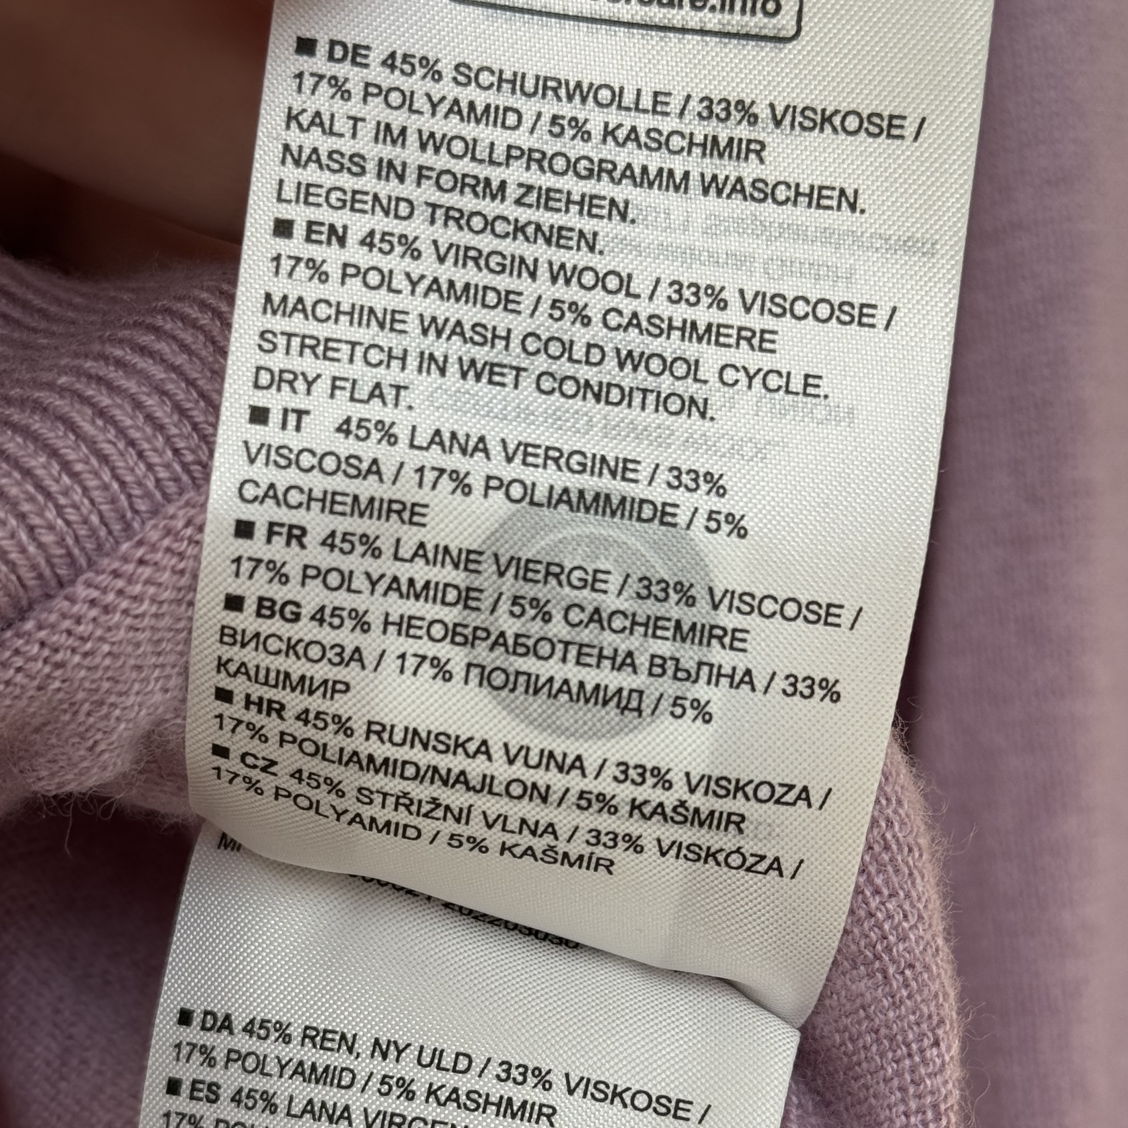 ■ DE 45% SCHURWOLLE / 33% VISKOSE /
17% POLYAMID / 5% KASCHMIR
KALT IM WOLLPROGRAMM WASCHEN.
NASS IN FORM ZIEHEN.
LIEGEND TROCKNEN.
■ EN 45% VIRGIN WOOL / 33% VISCOSE /
17% POLYAMIDE / 5% CASHMERE
MACHINE WASH COLD WOOL CYCLE.
STRETCH IN WET CONDITION.
DRY FLAT.
■ IT 45% LANA VERGINE / 33%
VISCOSA / 17% POLIAMMIDE / 5%
CACHEMIRE
■ FR 45% LAINE VIERGE / 33% VISCOSE /
17% POLYAMIDE / 5% CACHEMIRE
■ BG 45% НЕОБРАБОТЕНА ВЪЛНА / 33%
ВИСКОЗА / 17% ПОЛИАМИД / 5%
КАШМИР
■ HR 45% RUNSKA VUNA / 33% VISKOZA /
17% POLIAMID/NAJLON / 5% KAŠMIR
■ CZ 45% STŘIŽNÍ VLNA / 33% VISKÓZA /
17% POLYAMID / 5% KAŠMÍR
■ DA 45% REN, NY ULD / 33% VISKOSE /
17% POLYAMID / 5% KASHMIR
■ ES 45% LANA
17%